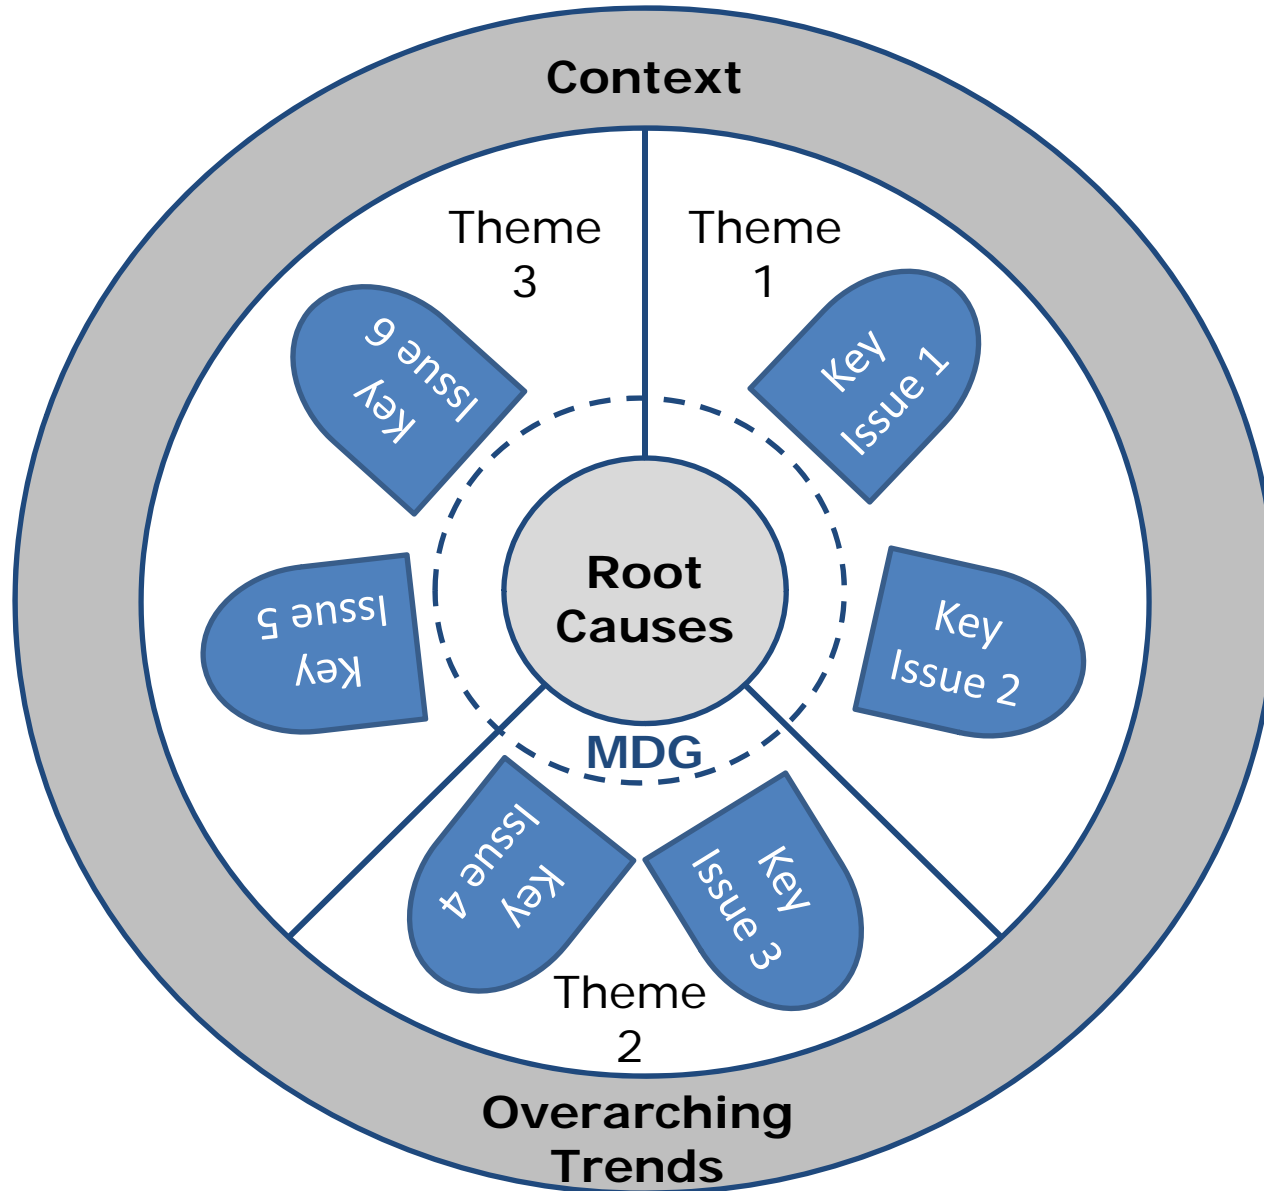 Context
Theme
3
Theme
1
Key
Issue 6
Key
Issue 1
Root
Causes
Key
Issue 5
Key
Issue 2
MDG
Key
Issue 4
Key
Issue 3
Theme
2
Overarching
Trends